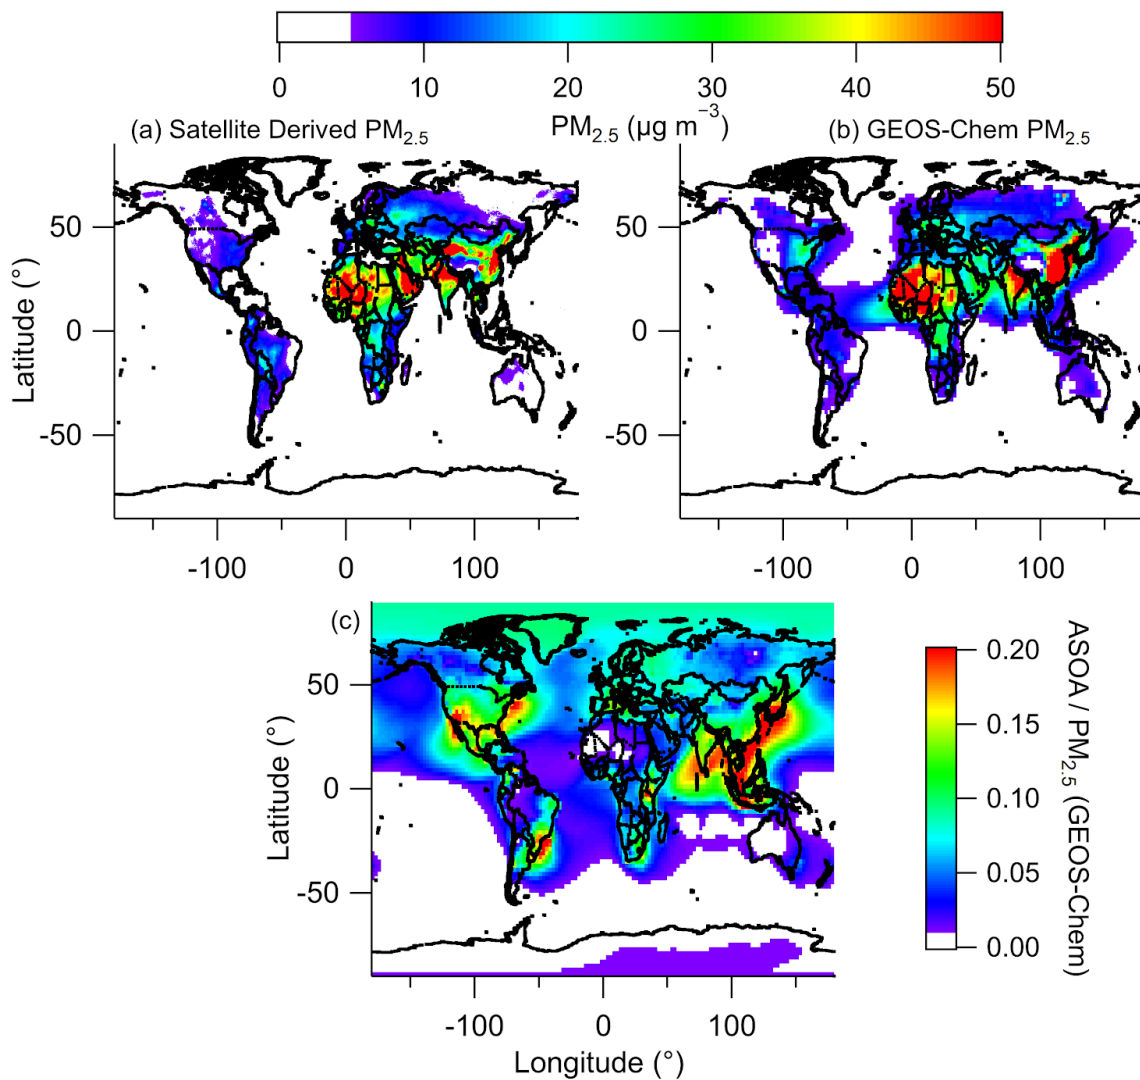 0 10 20 30 40 50
(a) Satellite Derived PM2.5
PM2.5 (µg m−3)
(b) GEOS-Chem PM2.5
Latitude (°)
50
0
-50
-100 0 100
50
0
-50
-100 0 100
(c)
Latitude (°)
50
0
-50
-100 0 100
Longitude (°)
0.20
0.15
0.10
0.05
0.00
ASOA / PM2.5 (GEOS-Chem)